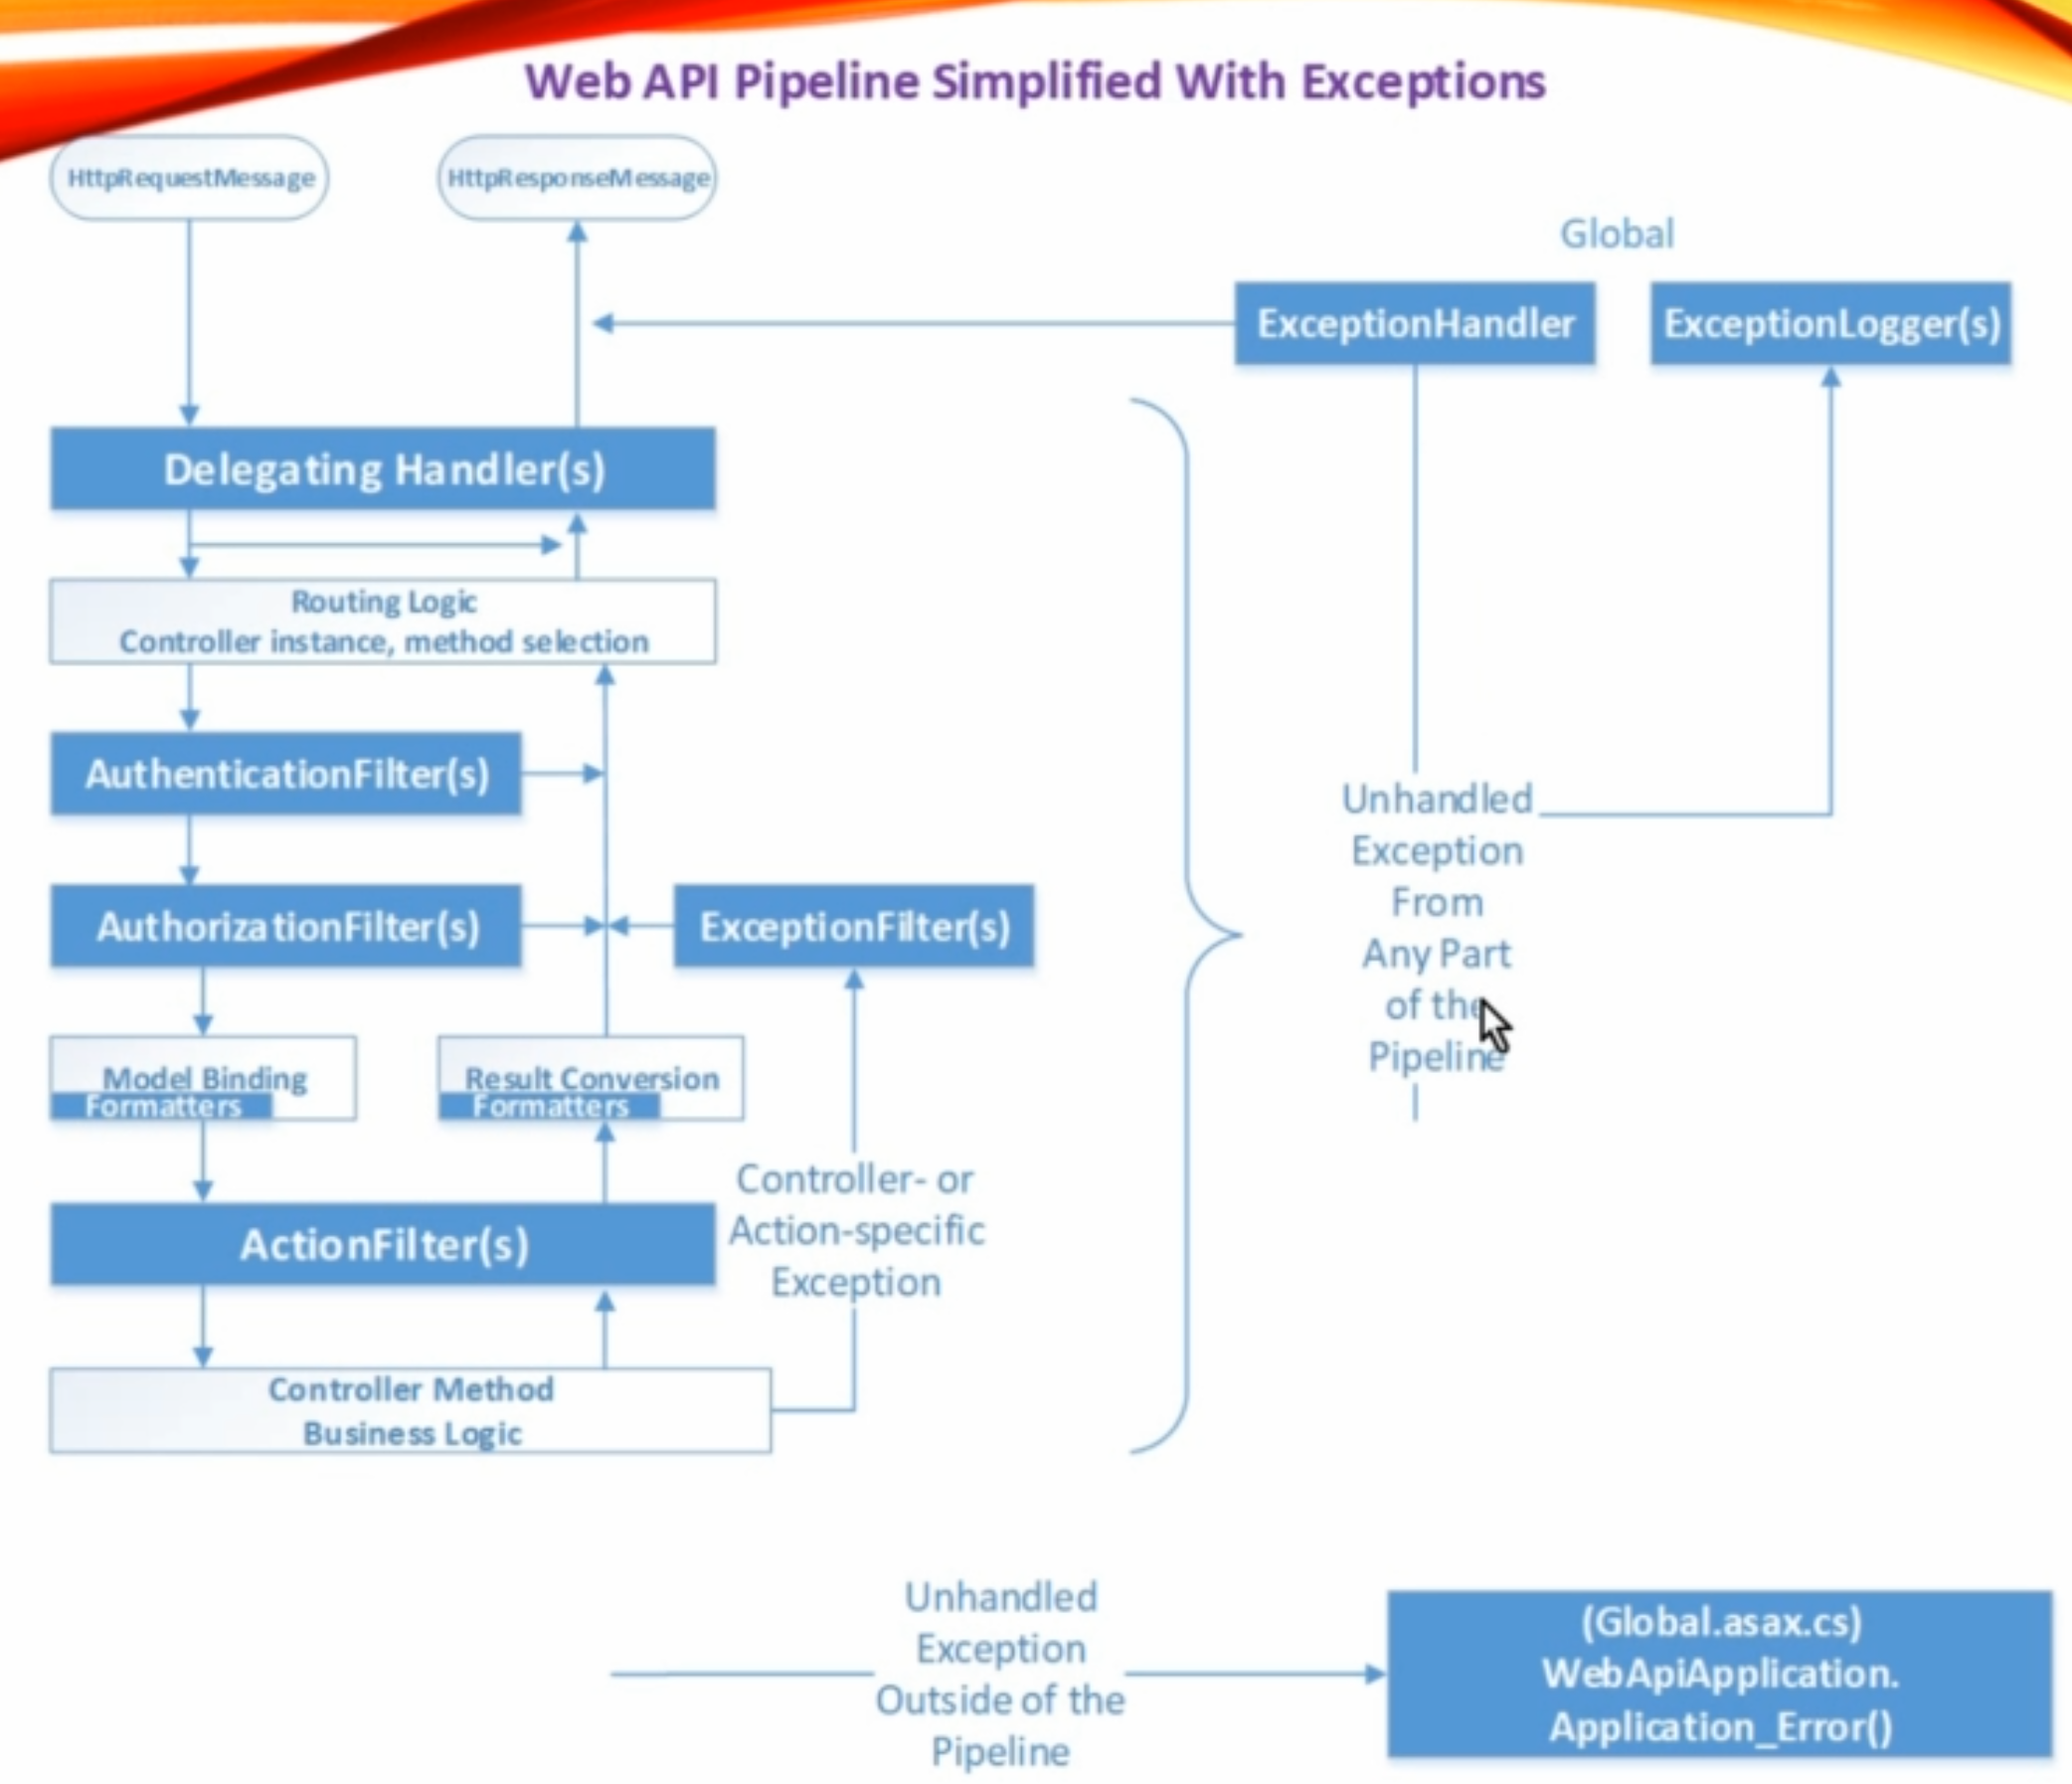 Web API Pipeline Simplified With Exceptions
HttpRequestMessage
HttpResponseMessage
Global
ExceptionHandler
ExceptionLogger(s)
Delegating Handler(s)
Routing Logic
Controller instance, method selection
AuthenticationFilter(s)
AuthorizationFilter(s)
ExceptionFilter(s)
Unhandled
Exception
From
Any Part
of the
Pipeline
Model Binding
Formatters
Result Conversion
Formatters
Controller- or
Action-specific
Exception
ActionFilter(s)
Controller Method
Business Logic
Unhandled
Exception
Outside of the
Pipeline
(Global.asax.cs)
WebApiApplication.
Application_Error()